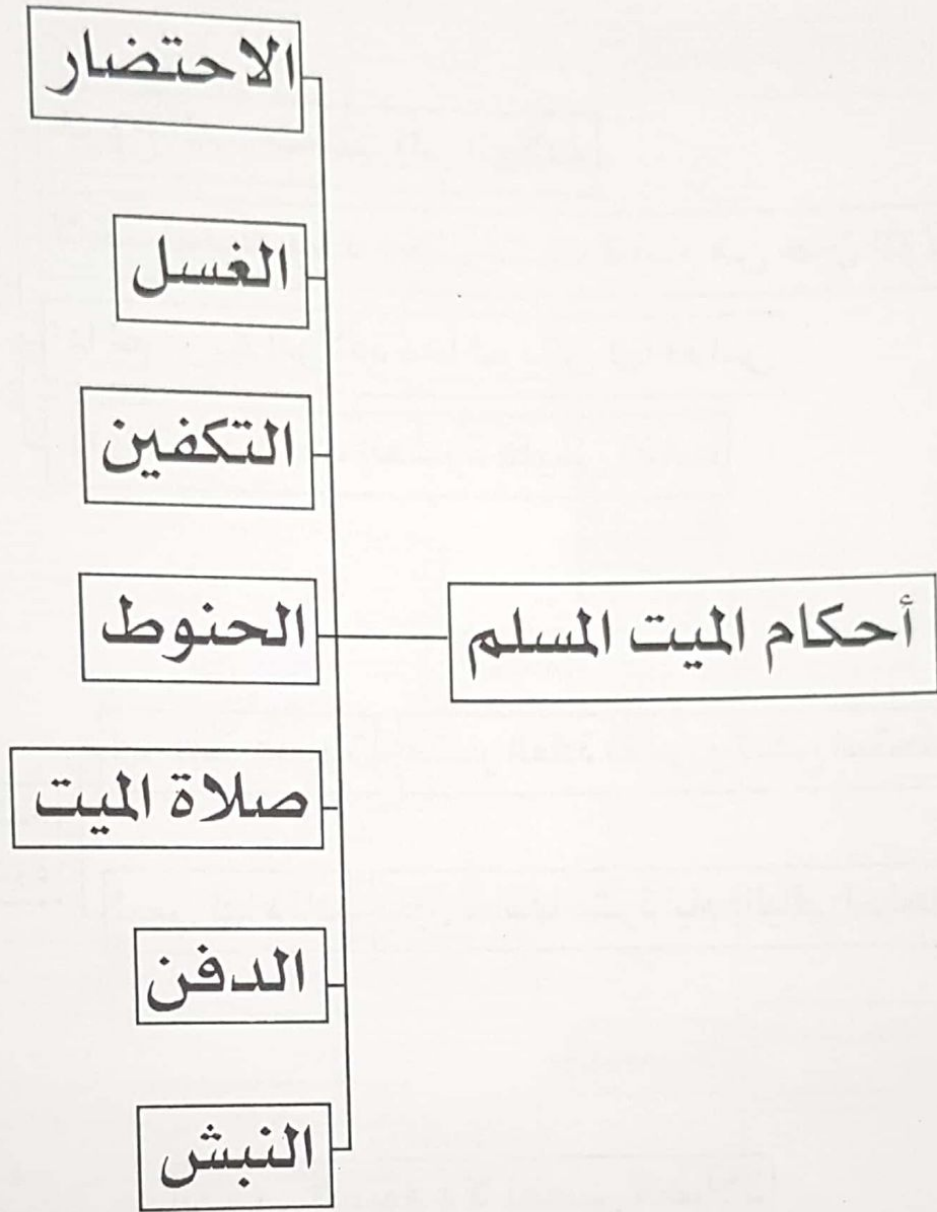 أحكام الميت المسلم
الاحتضار
الغسل
التكفين
الحنوط
صلاة الميت
الدفن
النبش